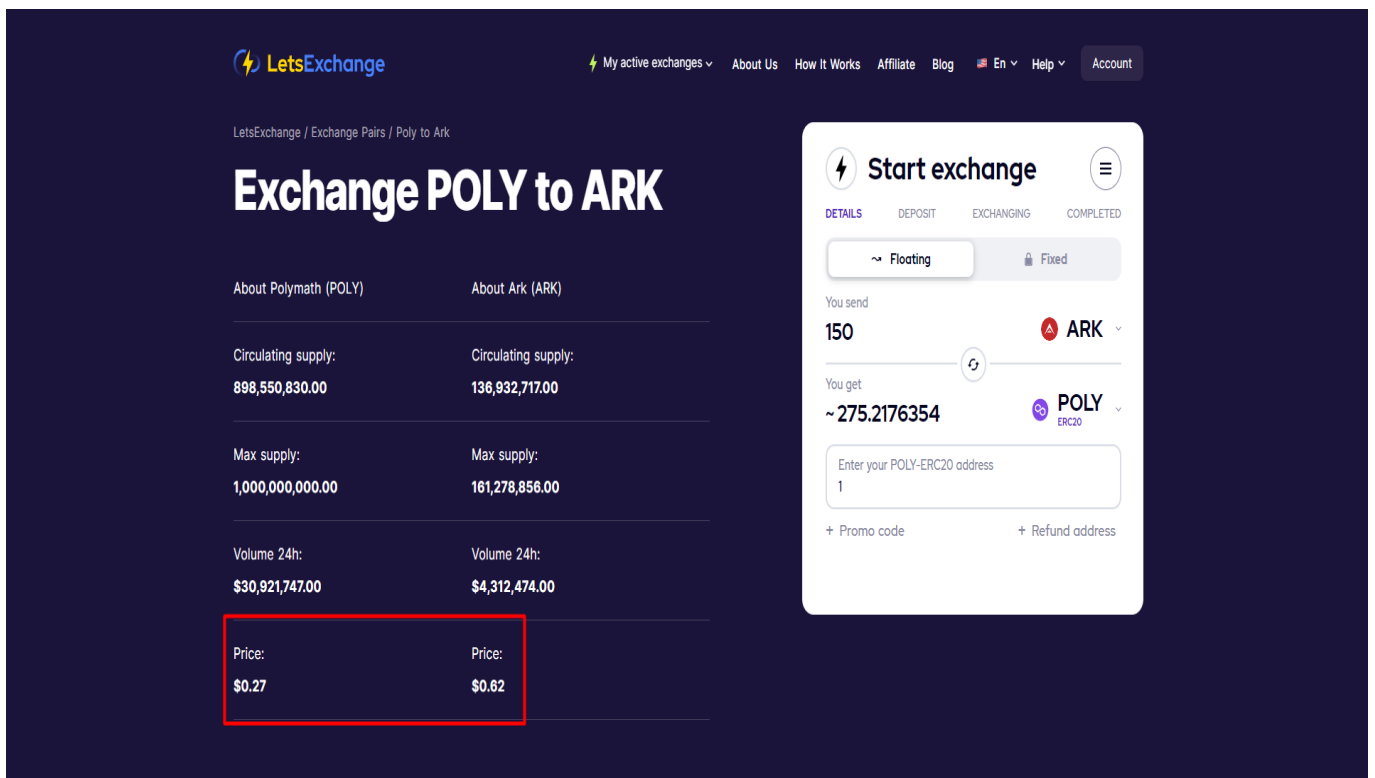 LetsExchange
My active exchanges About Us How It Works Affiliate Blog En Help Account
LetsExchange / Exchange Pairs / Poly to Ark
Exchange POLY to ARK
About Polymath (POLY) About Ark (ARK)
Circulating supply: Circulating supply:
898,550,830.00 136,932,717.00
Max supply: Max supply:
1,000,000,000.00 161,278,856.00
Volume 24h: Volume 24h:
$30,921,747.00 $4,312,474.00
Price: Price:
$0.27 $0.62
Start exchange
DETAILS DEPOSIT EXCHANGING COMPLETED
Floating Fixed
You send
150 ARK
You get
~ 275.2176354 POLY
ERC20
Enter your POLY-ERC20 address
1
+ Promo code + Refund address